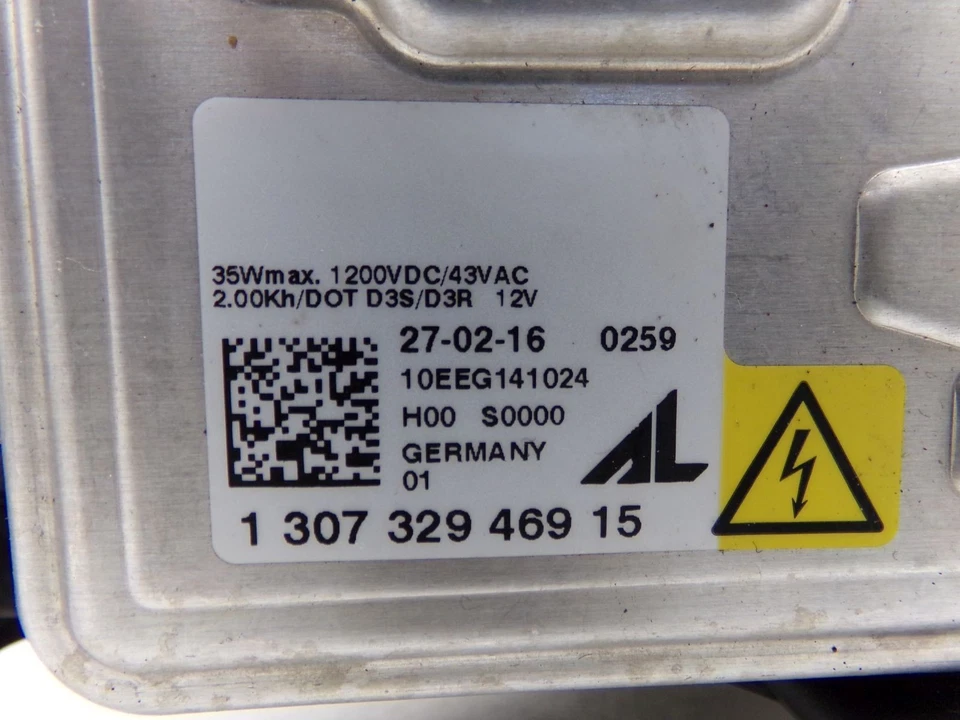 35Wmax. 1200VDC/43VAC
2.00Kh/DOT D3S/D3R 12V
27-02-16 0259
10EEG141024
H00 S0000
GERMANY
01
AL
1 307 329 469 15